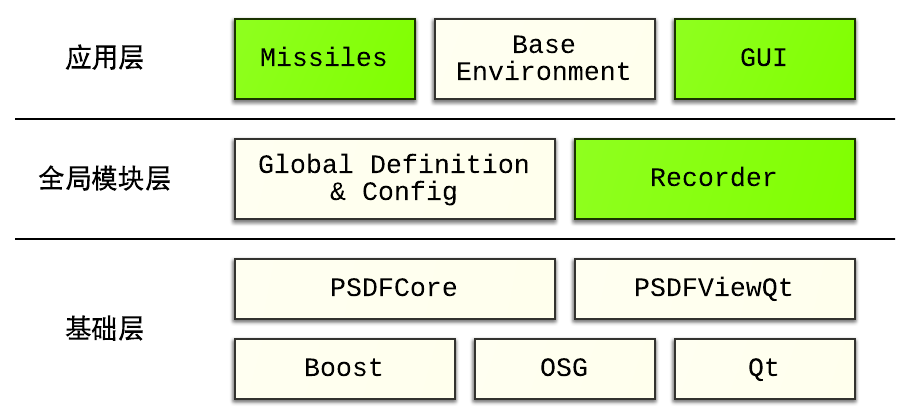 应用层
Missiles
Base
Environment
GUI
全局模块层
Global Definition
& Config
Recorder
基础层
PSDFCore
PSDFViewQt
Boost
OSG
Qt